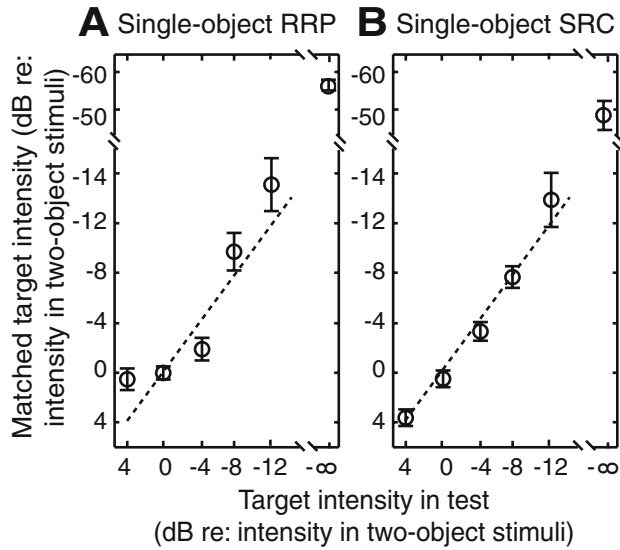 A Single-object RRP
B Single-object SRC
Matched target intensity (dB re:
intensity in two-object stimuli)
-60
-50
-14
-12
-8
-4
0
4
4 0 -4 -8 -12 -∞
-60
-50
-14
-12
-8
-4
0
4
4 0 -4 -8 -12 -∞
Target intensity in test
(dB re: intensity in two-object stimuli)